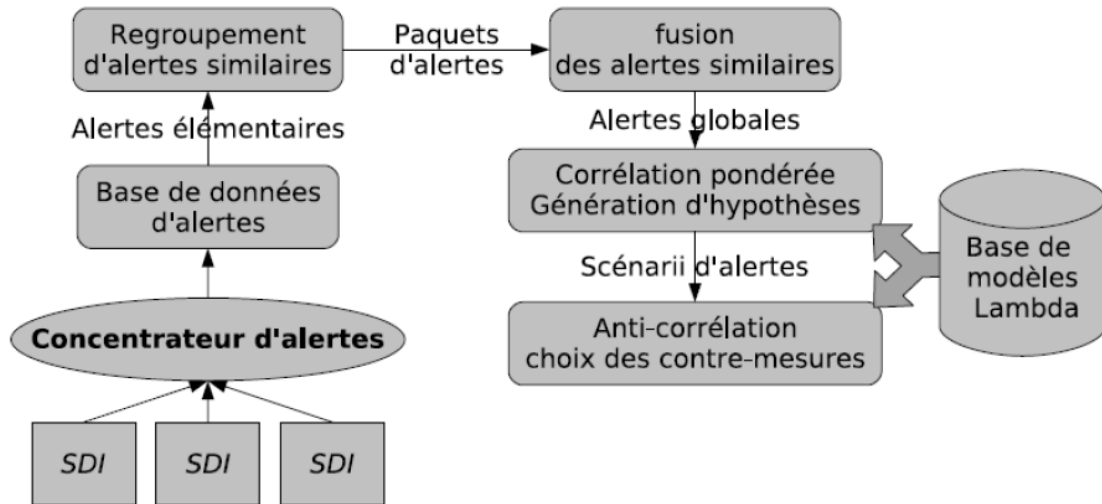 Regroupement
d'alertes similaires
Paquets
d'alertes
fusion
des alertes similaires
Alertes élémentaires
Alertes globales
Base de données
d'alertes
Corrélation pondérée
Génération d'hypothèses
Base de
modèles
Lambda
Scénarii d'alertes
Concentrateur d'alertes
Anti-corrélation
choix des contre-mesures
SDI
SDI
SDI